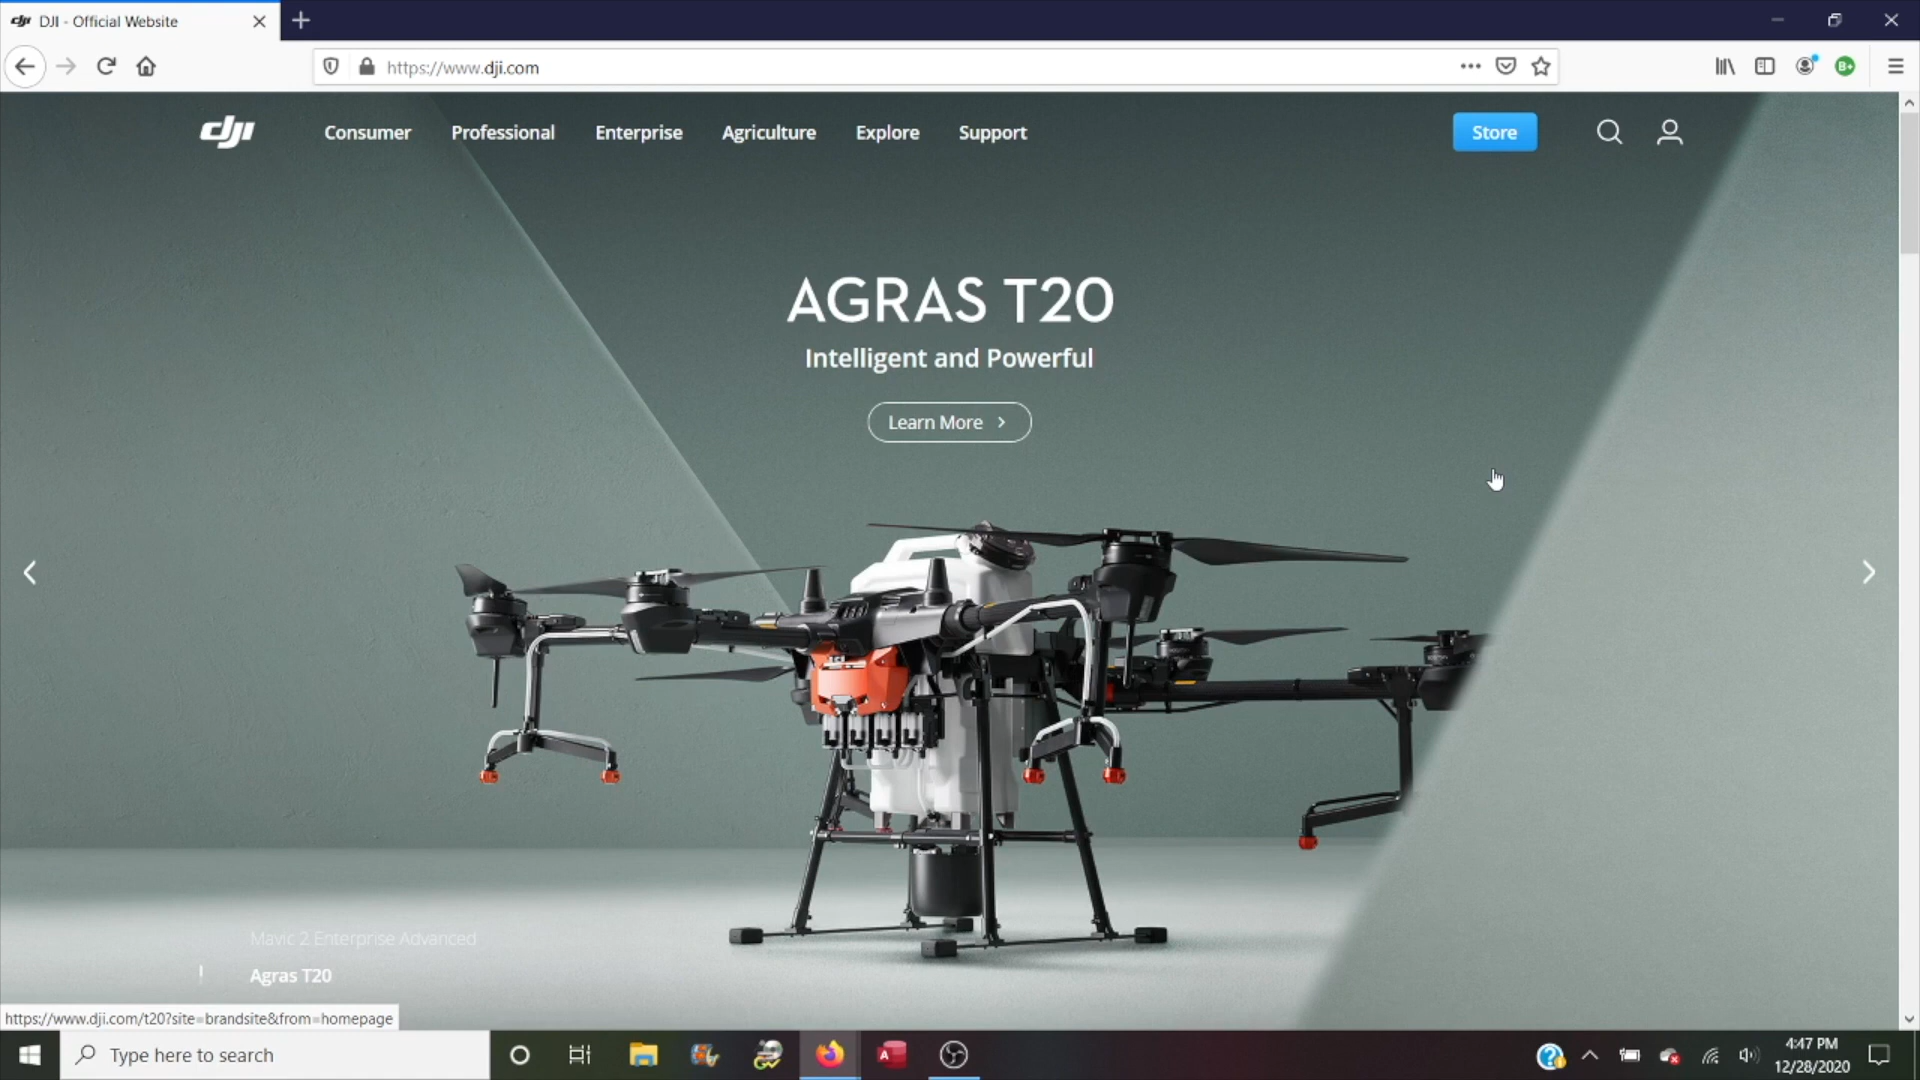 dji DJI - Official Website
https://www.dji.com
B+
dji Consumer Professional Enterprise Agriculture Explore Support Store
AGRAS T20
Intelligent and Powerful
Learn More >
Mavic 2 Enterprise Advanced
Agras T20
https://www.dji.com/t20?site=brandsite&from=homepage
Type here to search
A
4:47 PM
12/28/2020